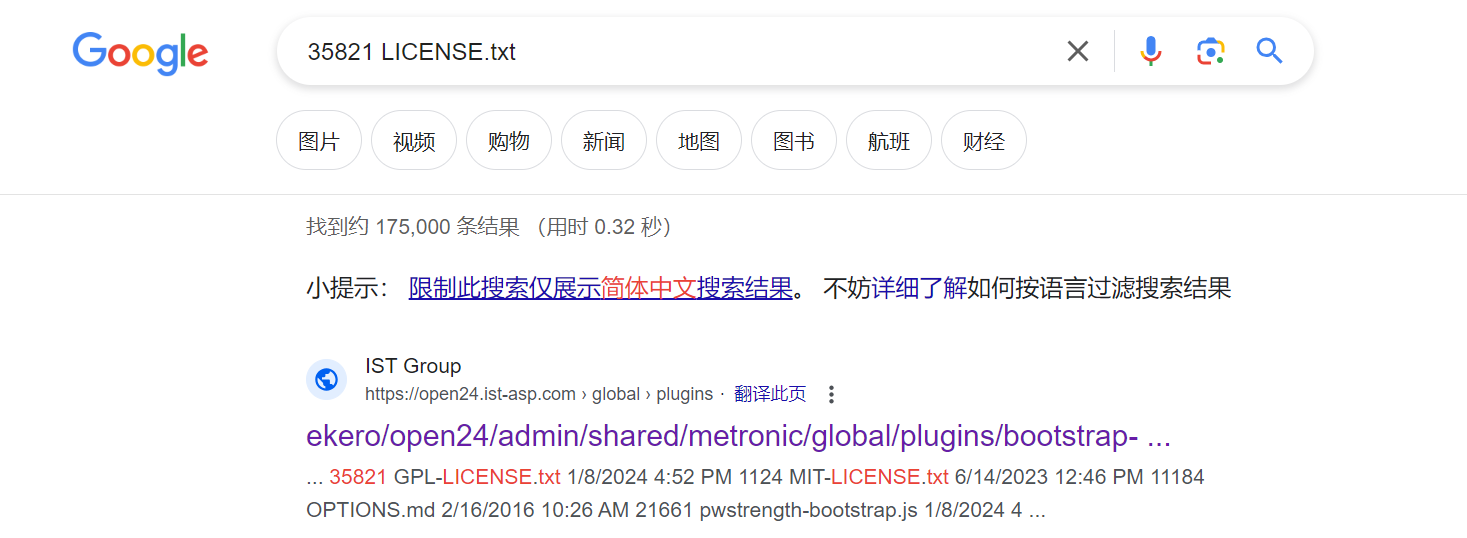 Google
35821 LICENSE.txt
图片 视频 购物 新闻 地图 图书 航班 财经
找到约 175,000 条结果 （用时 0.32 秒）
小提示： 限制此搜索仅展示简体中文搜索结果。 不妨详细了解如何按语言过滤搜索结果
IST Group
https://open24.ist-asp.com › global › plugins · 翻译此页
ekero/open24/admin/shared/metronic/global/plugins/bootstrap- ...
... 35821 GPL-LICENSE.txt 1/8/2024 4:52 PM 1124 MIT-LICENSE.txt 6/14/2023 12:46 PM 11184
OPTIONS.md 2/16/2016 10:26 AM 21661 pwstrength-bootstrap.js 1/8/2024 4 ...